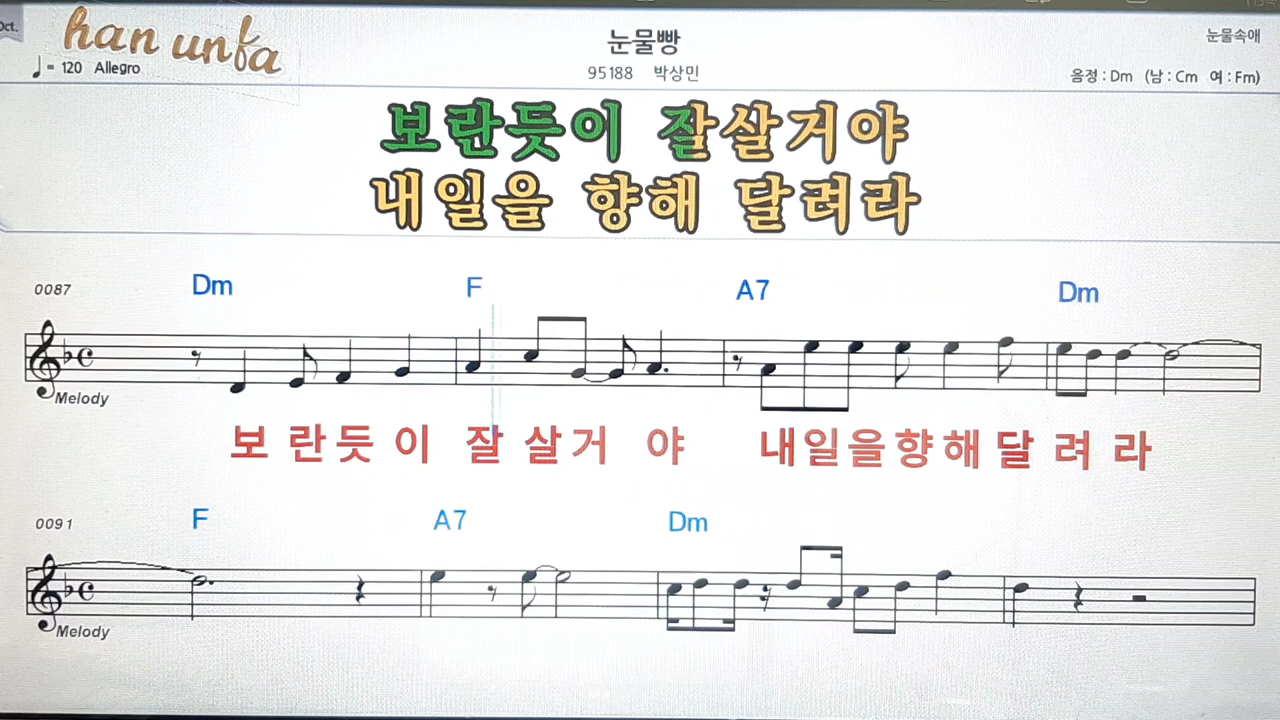 Oct.
han unfa
눈물빵
눈물속애
= 120 Allegro
95188 박상민
음정 : Dm (남 : Cm 여 : Fm)
보란듯이 잘살거야
내일을 향해 달려라
0087 Dm F A7 Dm
Melody
보 란 듯 이 잘 살 거 야 내 일 을 향 해 달 려 라
0091 F A7 Dm
Melody